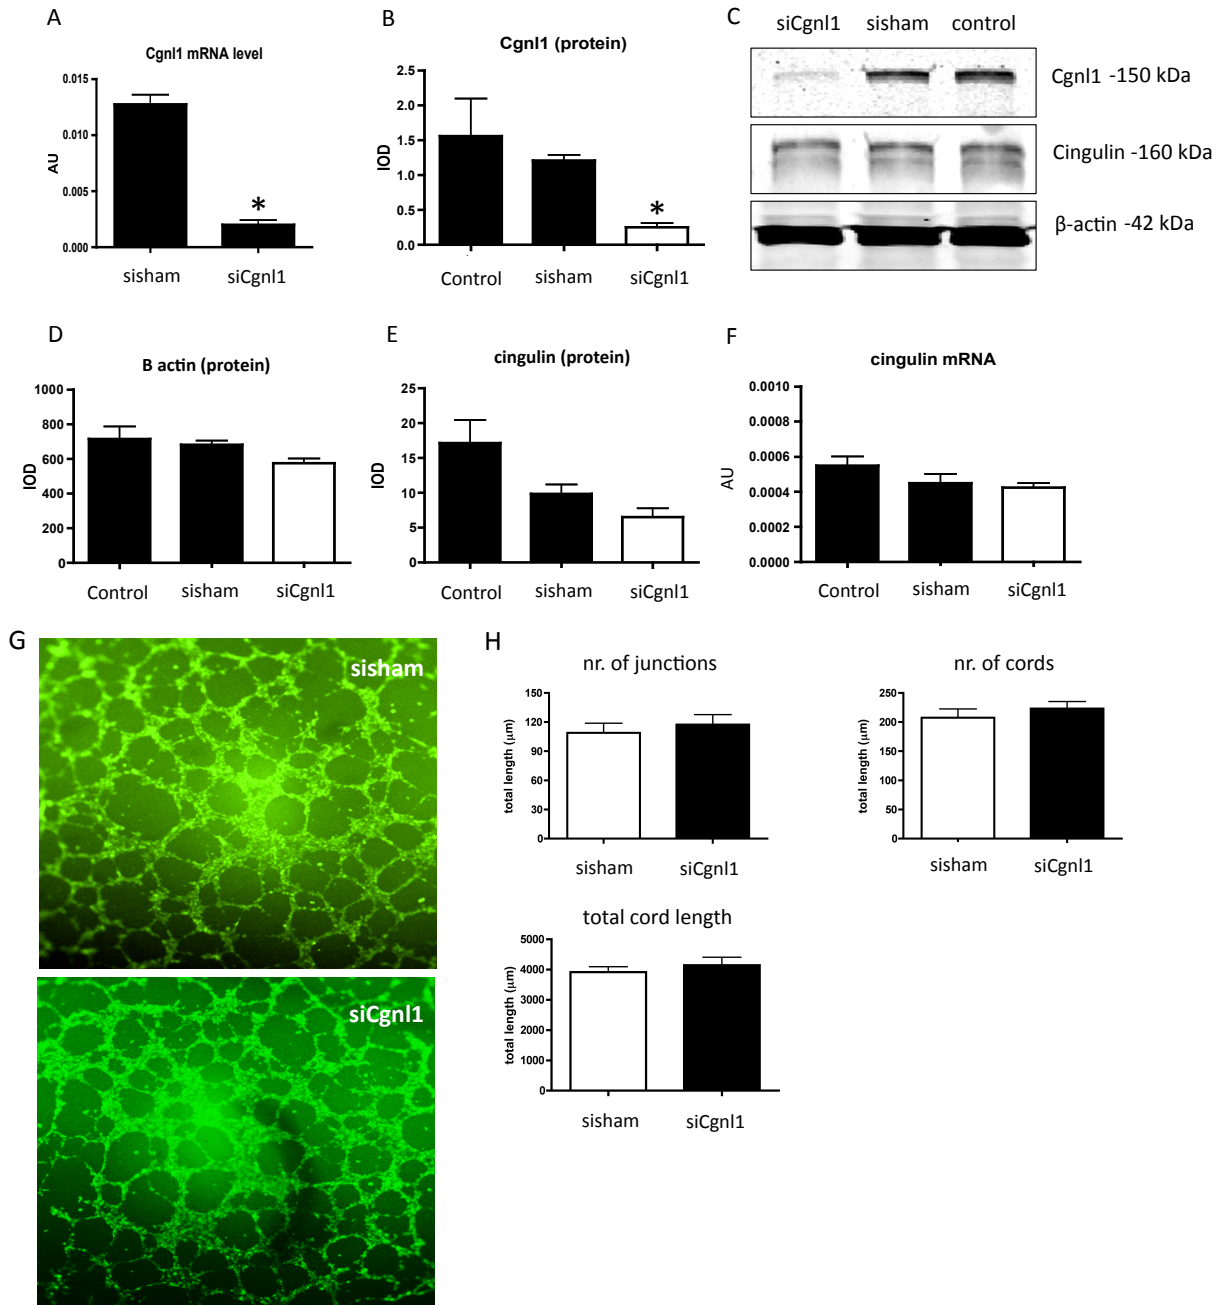 A
Cgnl1 mRNA level
AU
0.015
0.010
0.005
0.000
*
sisham
siCgnl1
B
Cgnl1 (protein)
IOD
2.5
2.0
1.5
1.0
0.5
0.0
*
Control
sisham
siCgnl1
C
siCgnl1 sisham control
Cgnl1 -150 kDa
Cingulin -160 kDa
β-actin -42 kDa
D
B actin (protein)
IOD
1000
800
600
400
200
0
Control
sisham
siCgnl1
E
cingulin (protein)
IOD
25
20
15
10
5
0
Control
sisham
siCgnl1
F
cingulin mRNA
AU
0.0010
0.0008
0.0006
0.0004
0.0002
0.0000
Control
sisham
siCgnl1
G
sisham
siCgnl1
H
nr. of junctions
total length (µm)
150
120
90
60
30
0
sisham
siCgnl1
nr. of cords
total length (µm)
250
200
150
100
50
0
sisham
siCgnl1
total cord length
total length (µm)
5000
4000
3000
2000
1000
0
sisham
siCgnl1